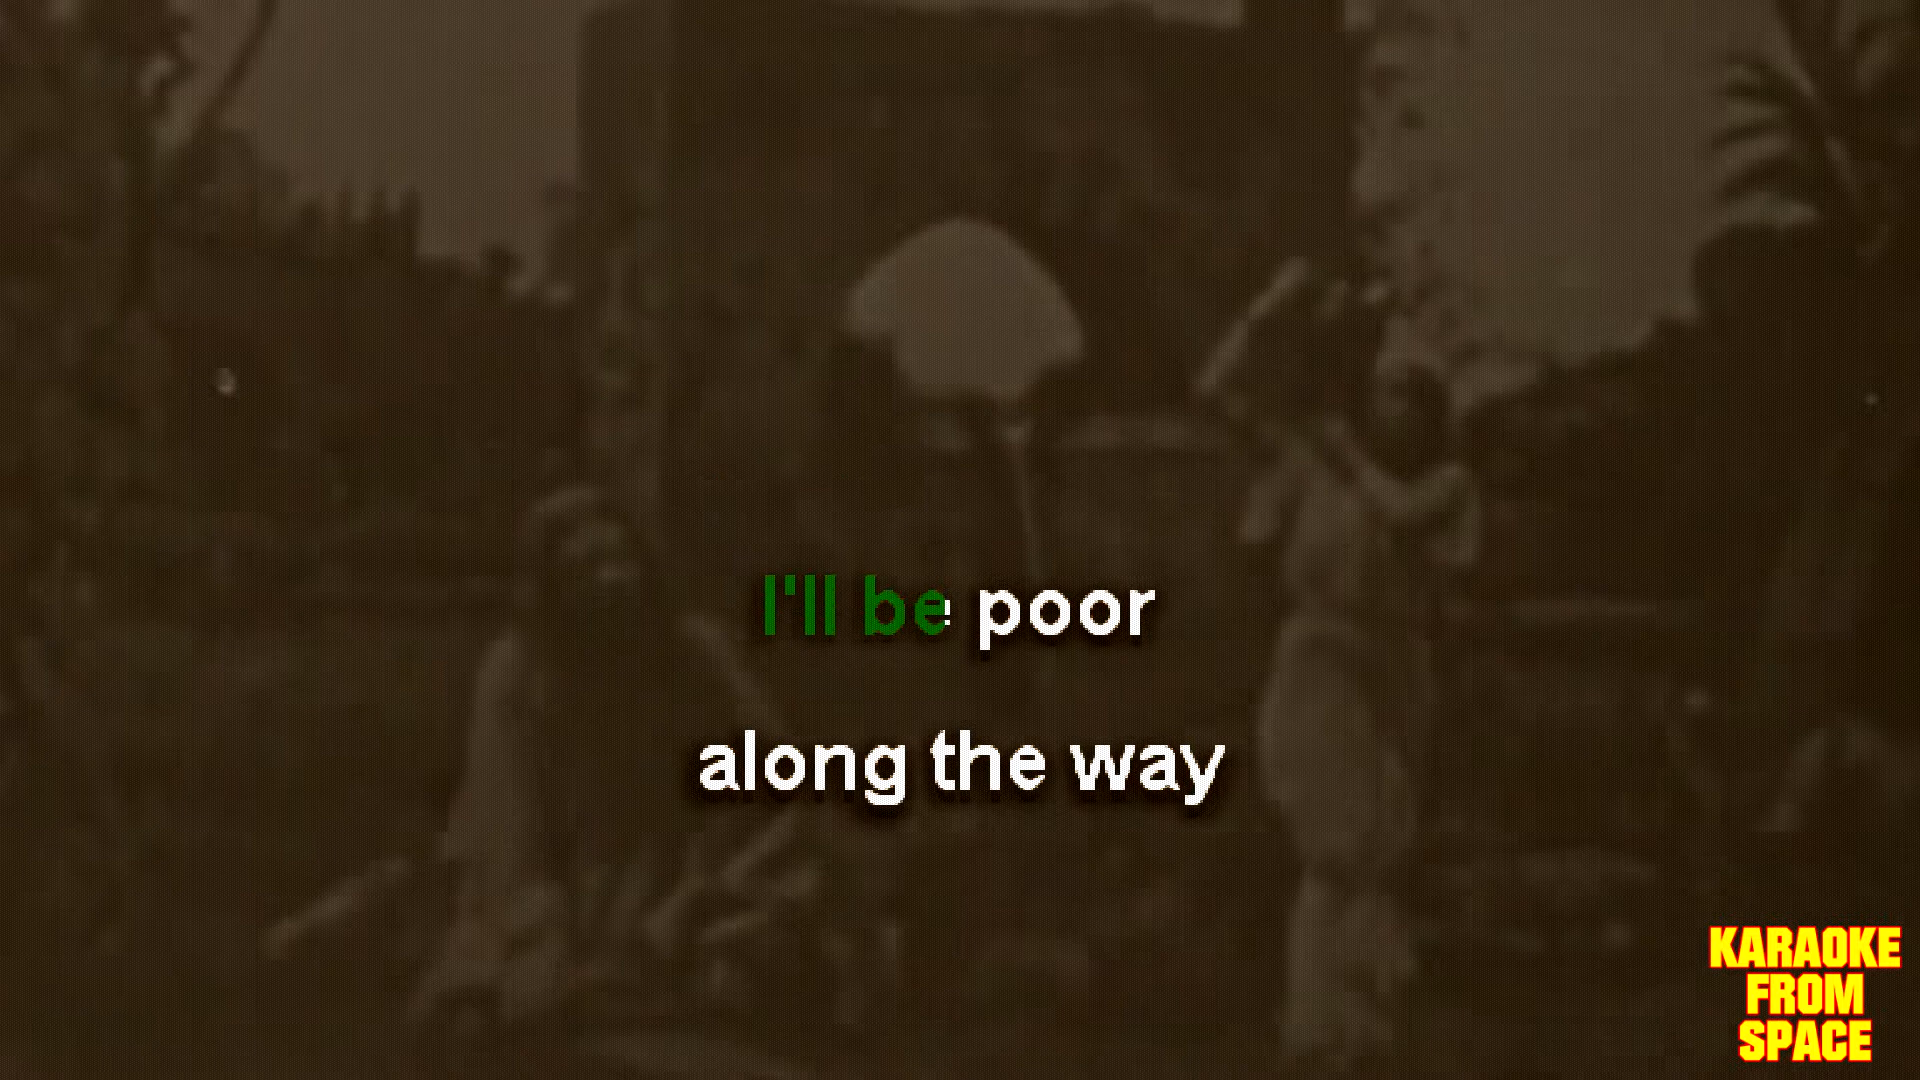 I'll be poor
along the way
KARAOKE
FROM
SPACE